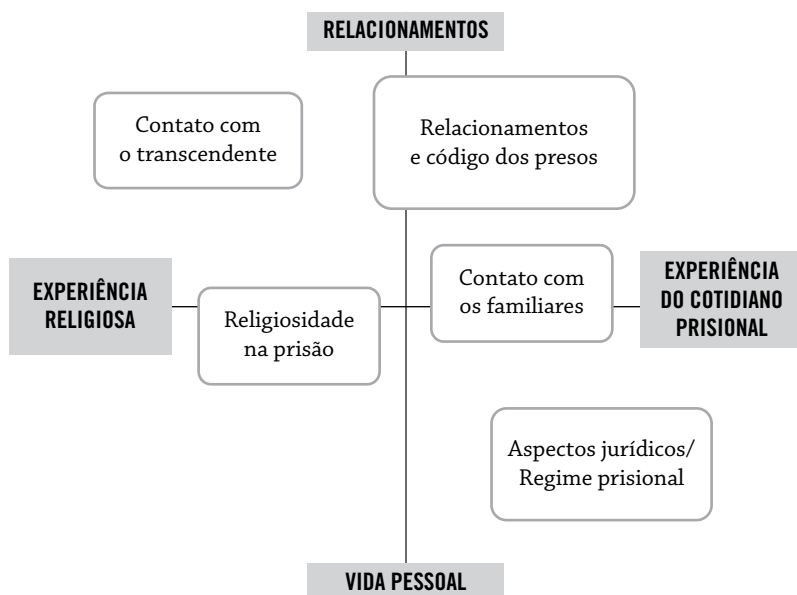 RELACIONAMENTOS
Contato com
o transcendente
Relacionamentos
e código dos presos
EXPERIÊNCIA
RELIGIOSA
Religiosidade
na prisão
Contato com
os familiares
EXPERIÊNCIA
DO COTIDIANO
PRISIONAL
Aspectos jurídicos/
Regime prisional
VIDA PESSOAL